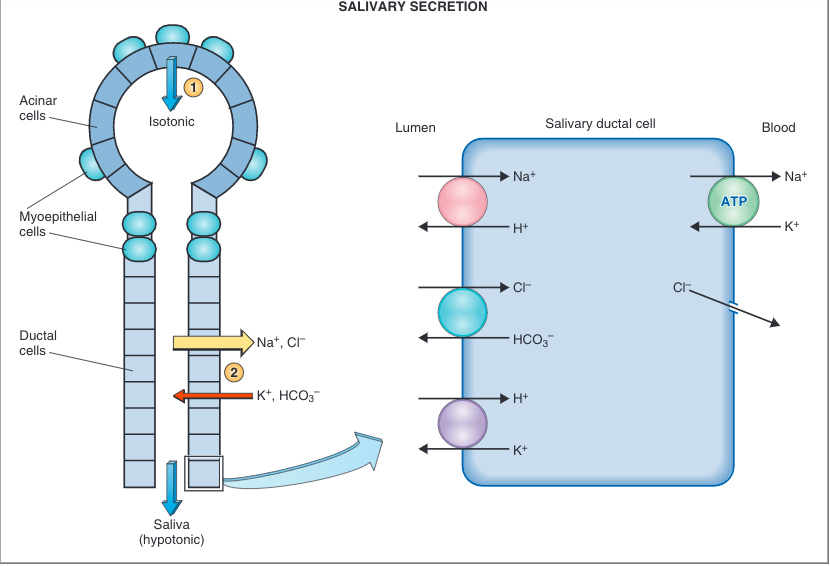 SALIVARY SECRETION
1
Acinar
cells
Isotonic
Myoepithelial
cells
Ductal
cells
Na⁺, Cl⁻
2
K⁺, HCO₃⁻
Saliva
(hypotonic)
Lumen
Salivary ductal cell
Blood
Na⁺
H⁺
Cl⁻
HCO₃⁻
H⁺
K⁺
ATP
Na⁺
K⁺
Cl⁻